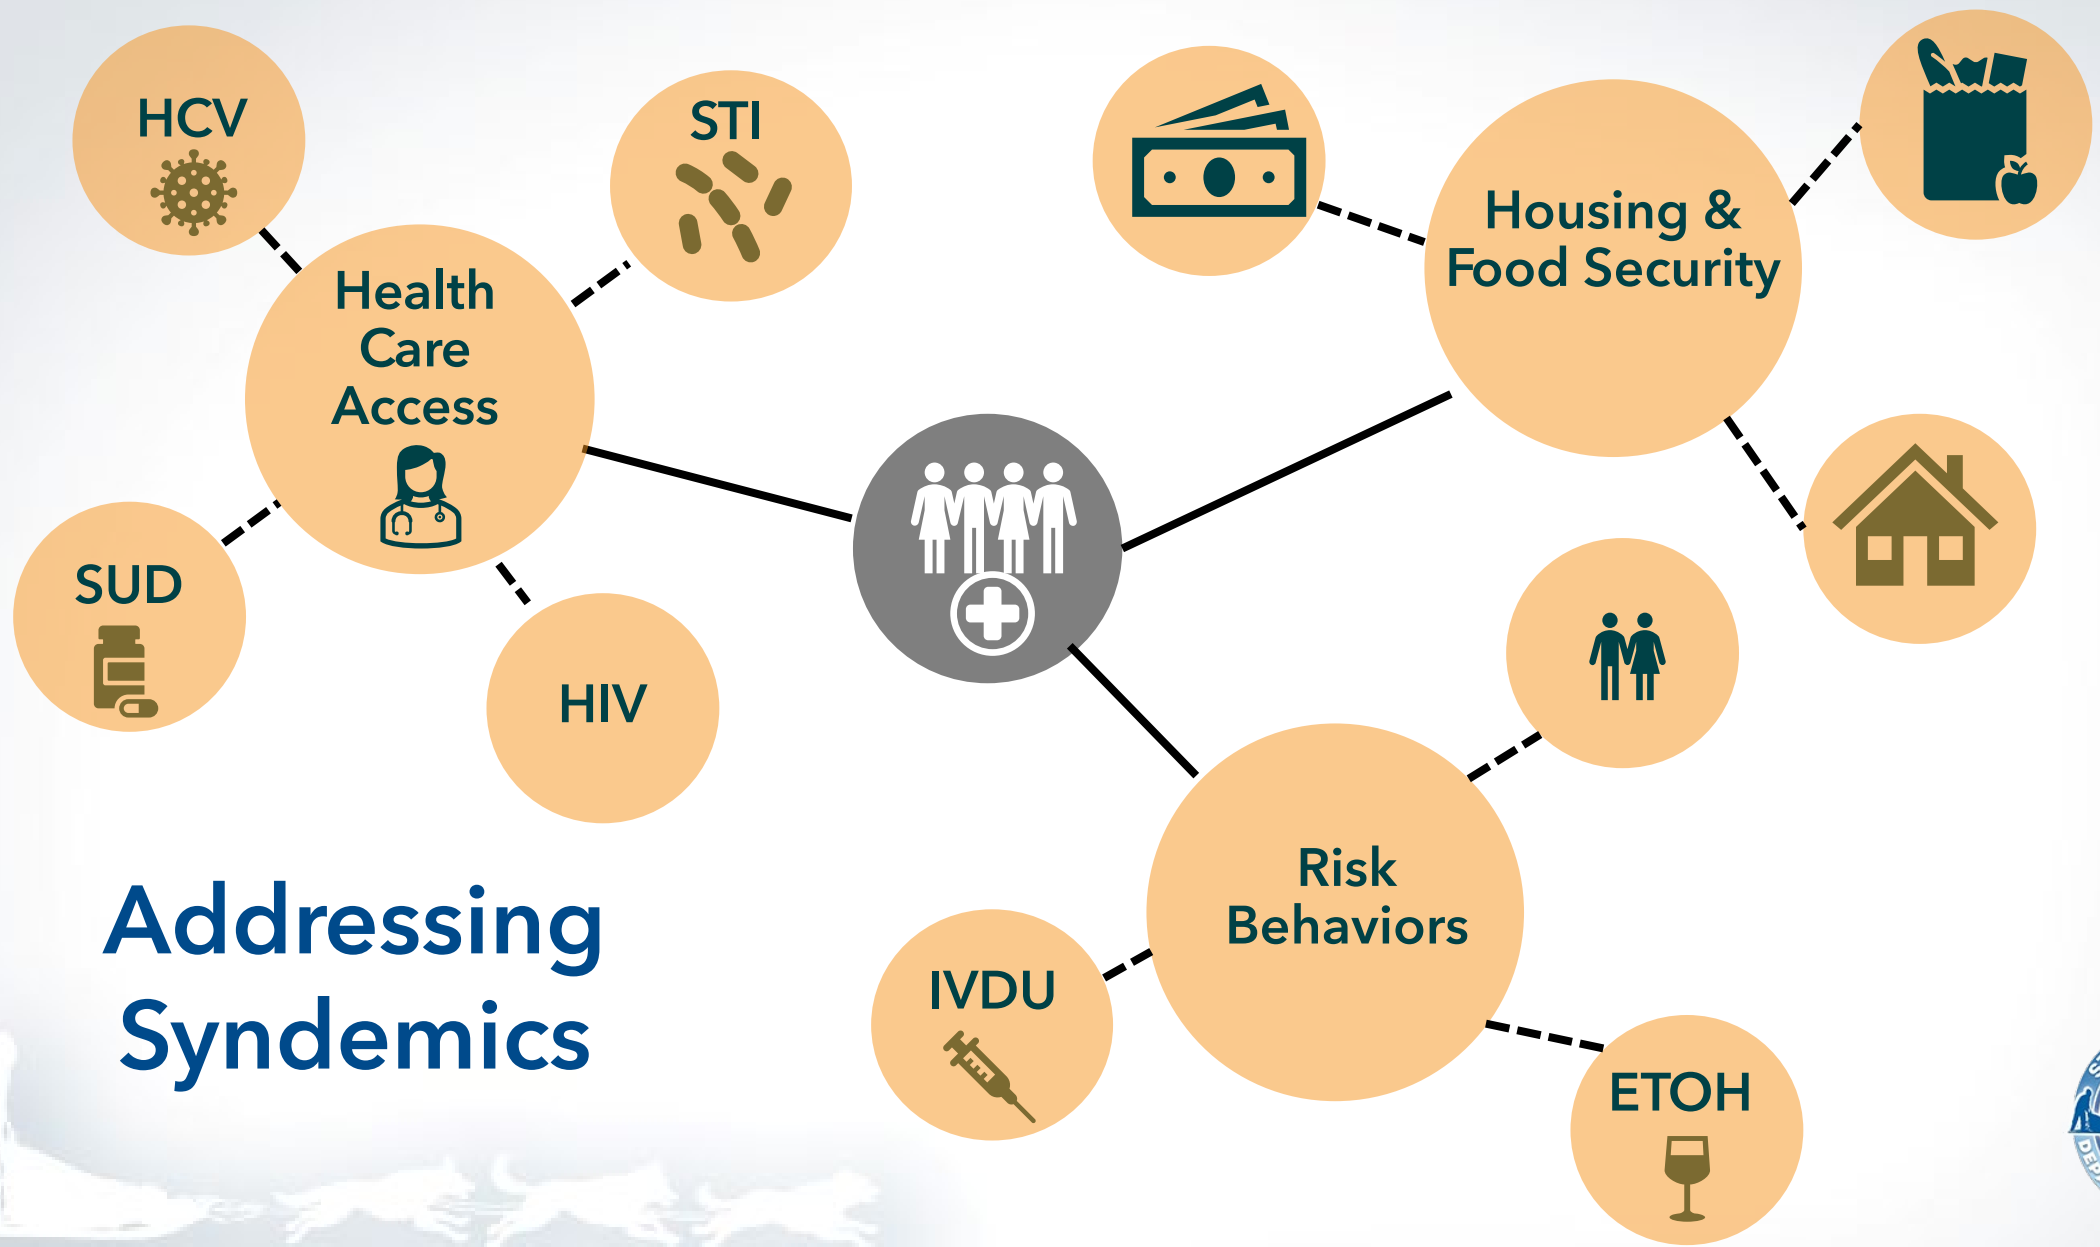 HCV
STI
Health
Care
Access
Housing &
Food Security
SUD
HIV
Risk
Behaviors
IVDU
ETOH
Addressing
Syndemics